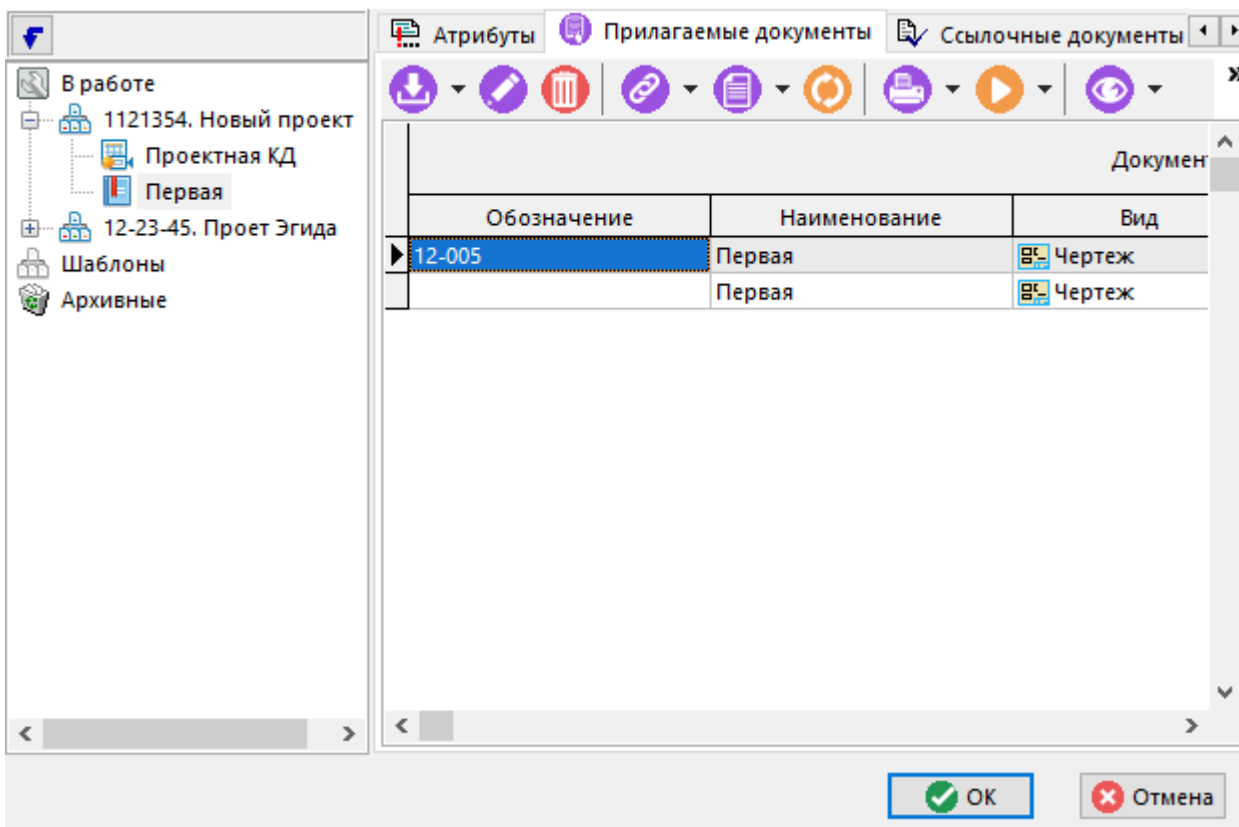 Атрибуты Прилагаемые документы Ссылочные документы
В работе
1121354. Новый проект
Проектная КД
Первая
12-23-45. Проет Эгида
Шаблоны
Архивные
Документ
Обозначение Наименование Вид
12-005 Первая Чертеж
Первая Чертеж
OK Отмена